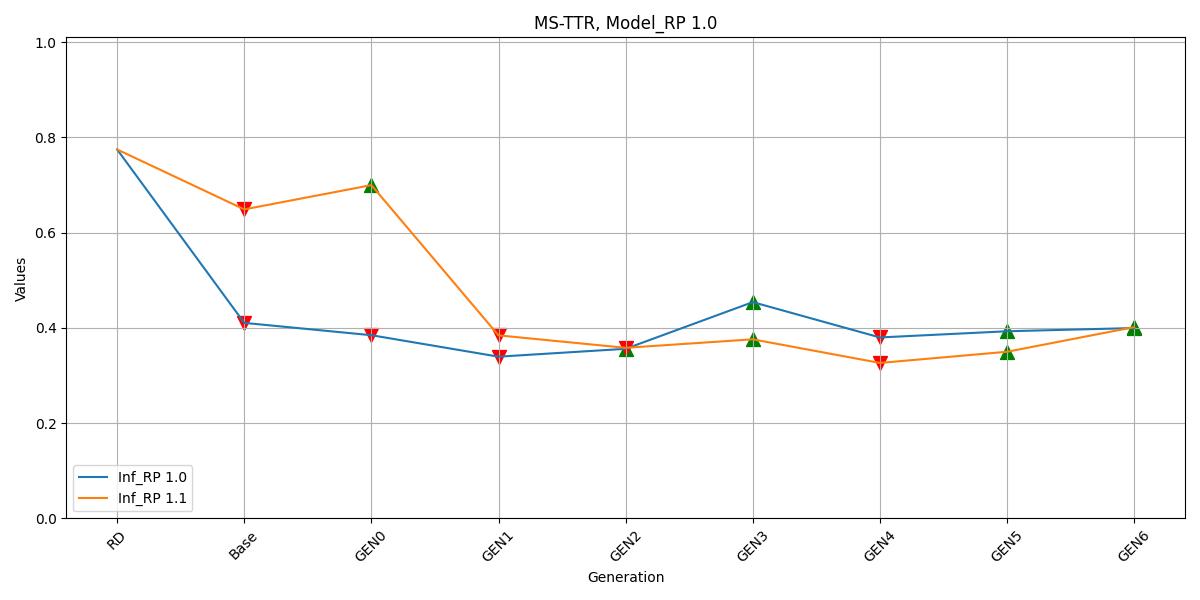 MS-TTR, Model_RP 1.0
Values
1.0
0.8
0.6
0.4
0.2
0.0
Inf_RP 1.0
Inf_RP 1.1
RD
Base
GEN0
GEN1
GEN2
GEN3
GEN4
GEN5
GEN6
Generation